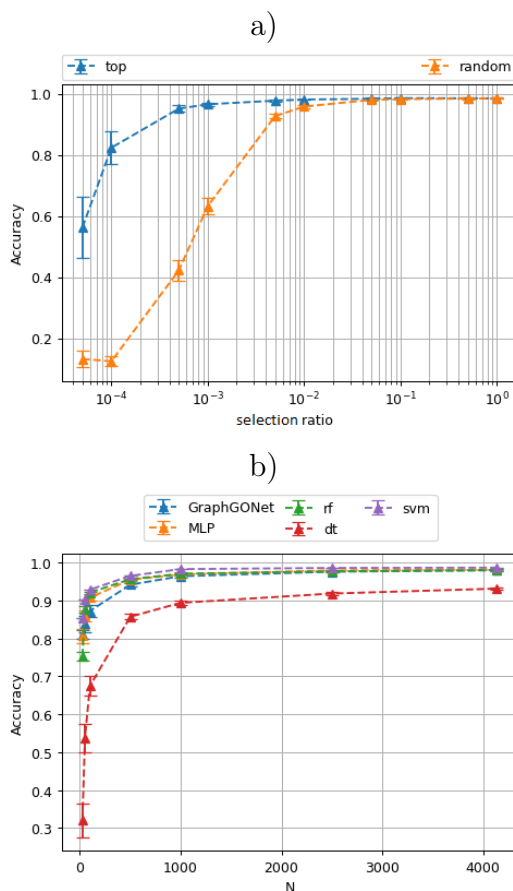 a)
top random
1.0
0.8
0.6
0.4
0.2
Accuracy
10⁻⁴ 10⁻³ 10⁻² 10⁻¹ 10⁰
selection ratio
b)
GraphGONet rf svm
MLP dt
1.0
0.9
0.8
0.7
0.6
0.5
0.4
0.3
Accuracy
0 1000 2000 3000 4000
N